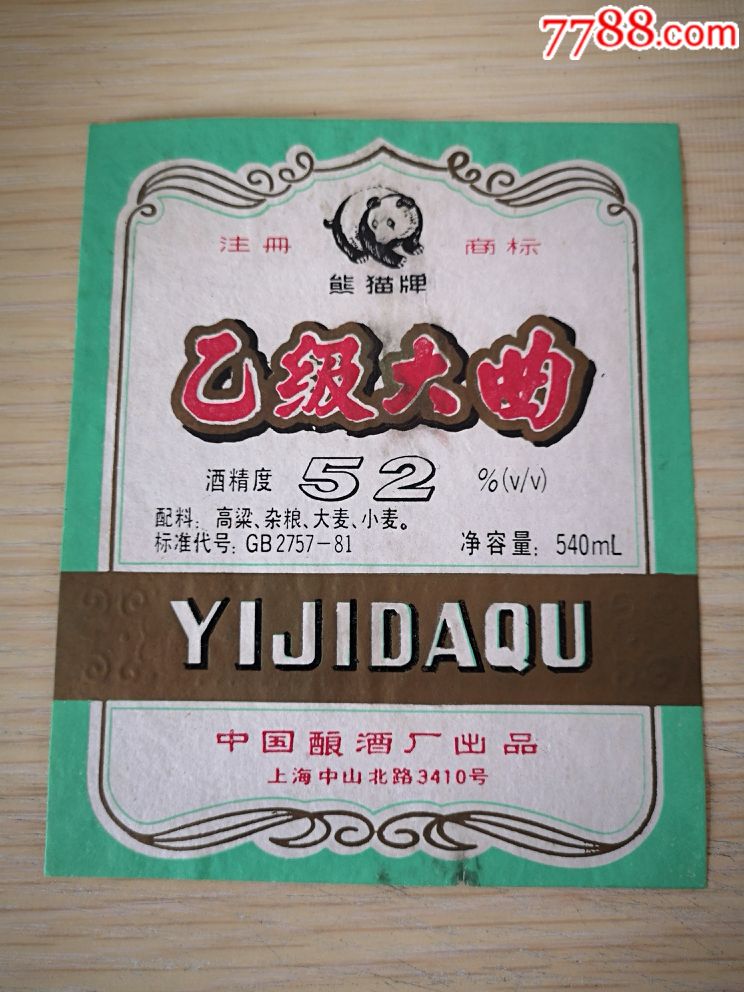 7788.com
注册 商标
熊猫牌
乙级大曲
酒精度 52 %(v/v)
配料：高粱、杂粮、大麦、小麦。
标准代号：GB2757-81 净容量：540mL
YIJIDAQU
中国酿酒厂出品
上海中山北路3410号